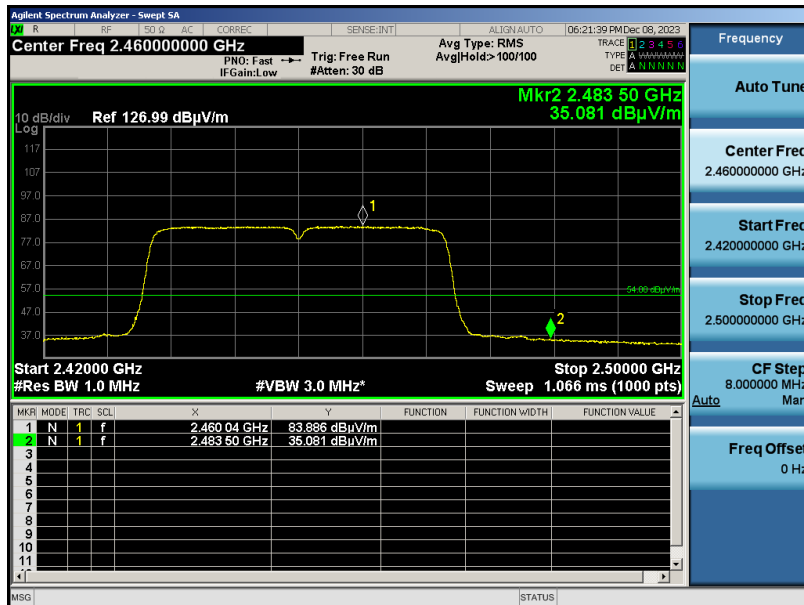 Agilent Spectrum Analyzer - Swept SA
LXI R RF 50 Ω AC CORREC SENSE:INT ALIGN AUTO 06:21:39 PM Dec 08, 2023
Center Freq 2.460000000 GHz
PNO: Fast
IFGain:Low
Trig: Free Run
#Atten: 30 dB
Avg Type: RMS
Avg|Hold:>100/100
TRACE 1 2 3 4 5 6
TYPE A WWWWW
DET A N N N N N
Mkr2 2.483 50 GHz
35.081 dBµV/m
10 dB/div Ref 126.99 dBµV/m
Log
117
107
97.0
87.0
77.0
67.0
57.0
47.0
37.0
1
54.00 dBµV/m
2
Start 2.42000 GHz Stop 2.50000 GHz
#Res BW 1.0 MHz #VBW 3.0 MHz* Sweep 1.066 ms (1000 pts)
MKR MODE TRC SCL X Y FUNCTION FUNCTION WIDTH FUNCTION VALUE
1 N 1 f 2.460 04 GHz 83.886 dBµV/m
2 N 1 f 2.483 50 GHz 35.081 dBµV/m
3
4
5
6
7
8
9
10
11
MSG STATUS
Frequency
Auto Tune
Center Freq
2.460000000 GHz
Start Freq
2.420000000 GHz
Stop Freq
2.500000000 GHz
CF Step
8.000000 MHz
Auto Man
Freq Offset
0 Hz